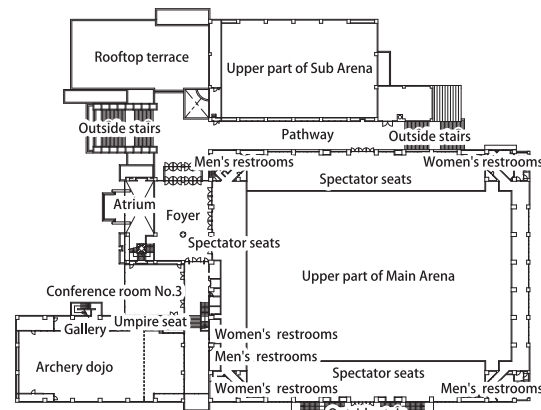 Rooftop terrace
Upper part of Sub Arena
Outside stairs
Pathway
Outside stairs
Men's restrooms
Women's restrooms
Spectator seats
Atrium
Foyer
Spectator seats
Upper part of Main Arena
Conference room No.3
Gallery
Umpire seat
Women's restrooms
Men's restrooms
Archery dojo
Spectator seats
Women's restrooms
Men's restrooms